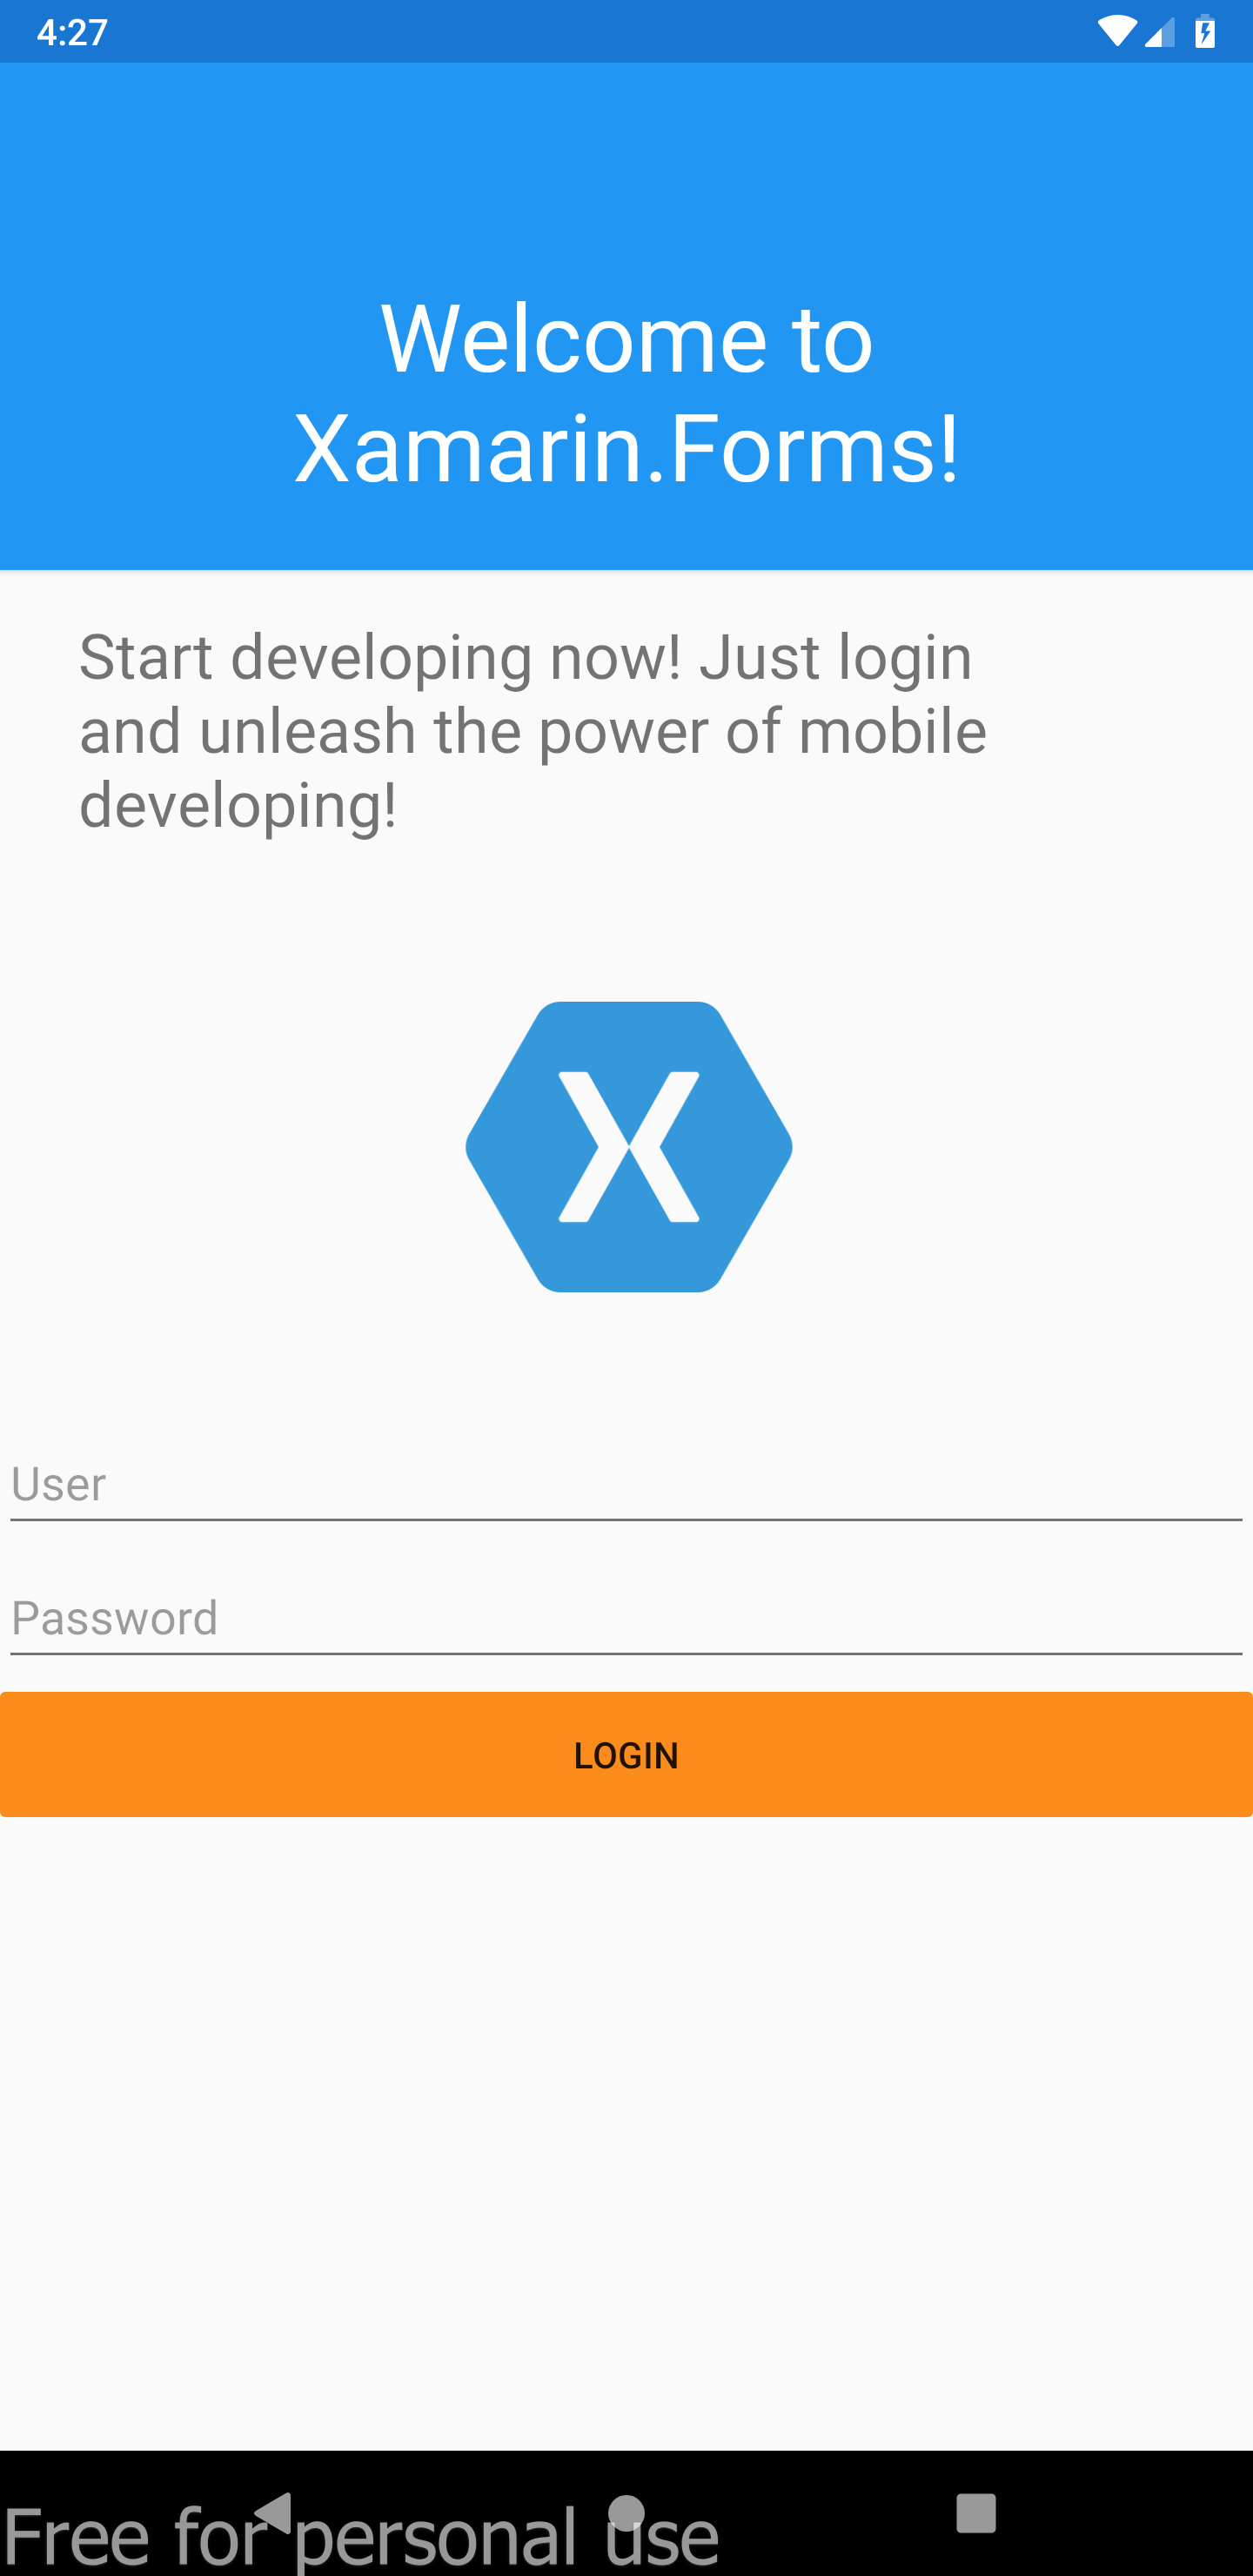 4:27
Welcome to
Xamarin.Forms!
Start developing now! Just login
and unleash the power of mobile
developing!
X
User
Password
LOGIN
Free for personal use